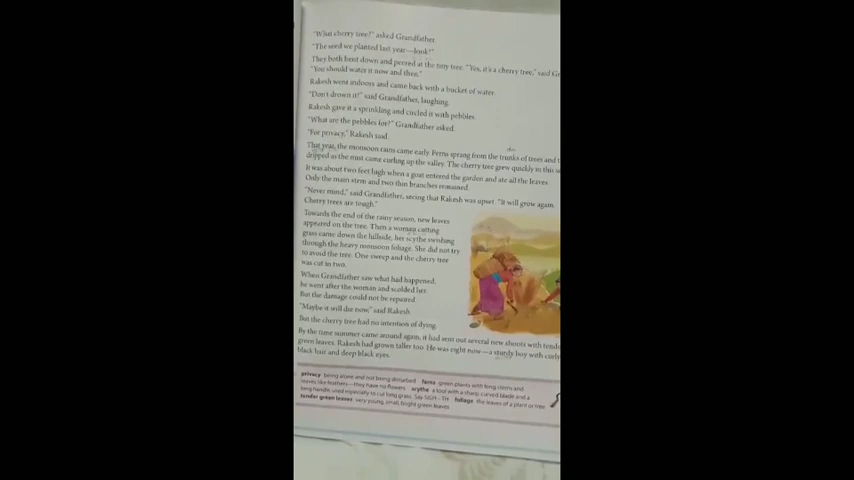 "What cherry tree?" asked Grandfather.
"The seed we planted last year—look!"
They both bent down and peered at the tiny tree. "Yes, it's a cherry tree," said Gr
"You should water it now and then."
Rakesh went indoors and came back with a bucket of water.
"Don't drown it!" said Grandfather, laughing.
Rakesh gave it a sprinkling and circled it with pebbles.
"What are the pebbles for?" Grandfather asked.
"For privacy," Rakesh said.
That year, the monsoon rains came early. Ferns sprang from the trunks of trees and t
dripped as the mist came curling up the valley. The cherry tree grew quickly in this
It was about two feet high when a goat entered the garden and ate all the leaves.
Only the main stem and two thin branches remained.
"Never mind," said Grandfather, seeing that Rakesh was upset. "It will grow again.
Cherry trees are tough."
Towards the end of the rainy season, new leaves
appeared on the tree. Then a woman cutting
grass came down the hillside, her scythe swishing
through the heavy monsoon foliage. She did not try
to avoid the tree. One sweep and the cherry tree
was cut in two.
When Grandfather saw what had happened,
he went after the woman and scolded her.
But the damage could not be repaired.
"Maybe it will die now," said Rakesh.
But the cherry tree had no intention of dying.
By the time summer came around again, it had sent out several new shoots with tende
green leaves. Rakesh had grown taller too. He was eight now—a sturdy boy with curly
black hair and deep black eyes.
privacy being alone and not being disturbed ferns green plants with long stems and
leaves like feathers—they have no flowers scythe a tool with a sharp curved blade and a
long handle used especially to cut long grass. Say SIGH - TH foliage the leaves of a plant or tree
tender green leaves very young, small, bright green leaves